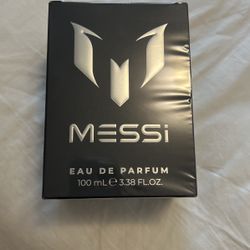 MESSi
EAU DE PARFUM
100 mL ℮ 3.38 FL.OZ.